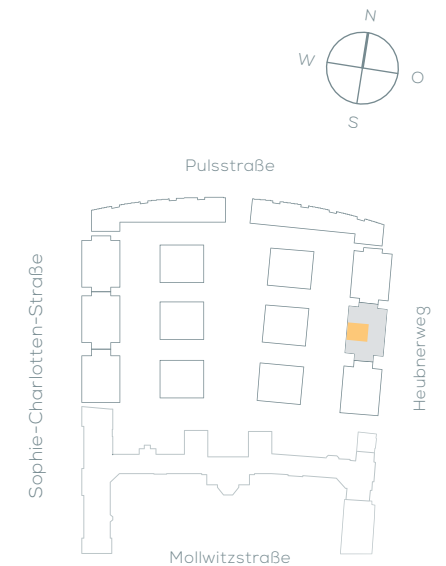 N
W
O
S
Pulsstraße
Sophie-Charlotten-Straße
Heubnerweg
Mollwitzstraße